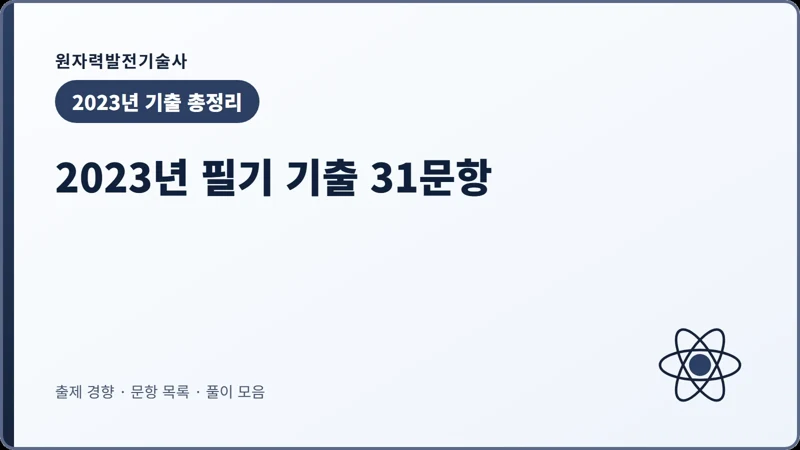 원자력발전기술사
2023년 기출 총정리
2023년 필기 기출 31문항
출제 경향 · 문항 목록 · 풀이 모음